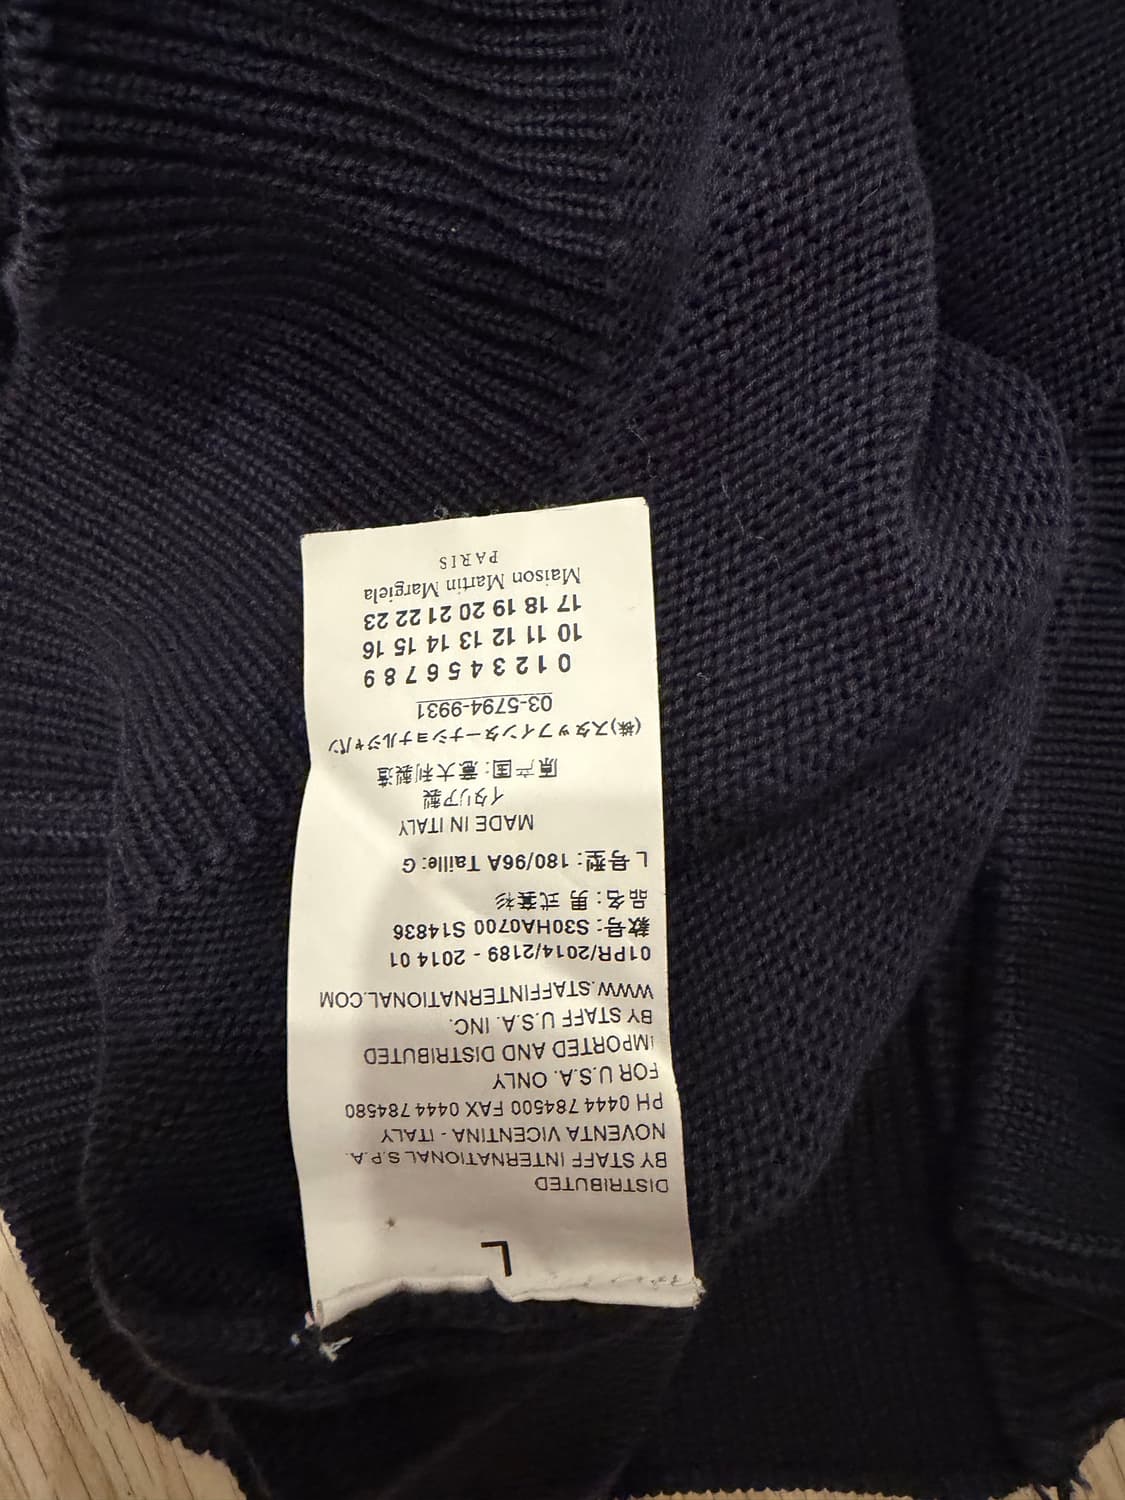 L
DISTRIBUTED
BY STAFF INTERNATIONAL S.P.A.
NOVENTA VICENTINA - ITALY
PH 0444 784500 FAX 0444 784580
FOR U.S.A. ONLY
IMPORTED AND DISTRIBUTED
BY STAFF U.S.A. INC.
WWW.STAFFINTERNATIONAL.COM
01PR/2014/2189 - 2014 01
款号: S30HA0700 S14836
品名: 男 式套衫
L 号型: 180/96A Taille: G
MADE IN ITALY
イタリア製
原产国: 意大利製造
(株)スタッフインターナショナルジャパン
03-5794-9931
0 1 2 3 4 5 6 7 8 9
10 11 12 13 14 15 16
17 18 19 20 21 22 23
Maison Martin Margiela
PARIS